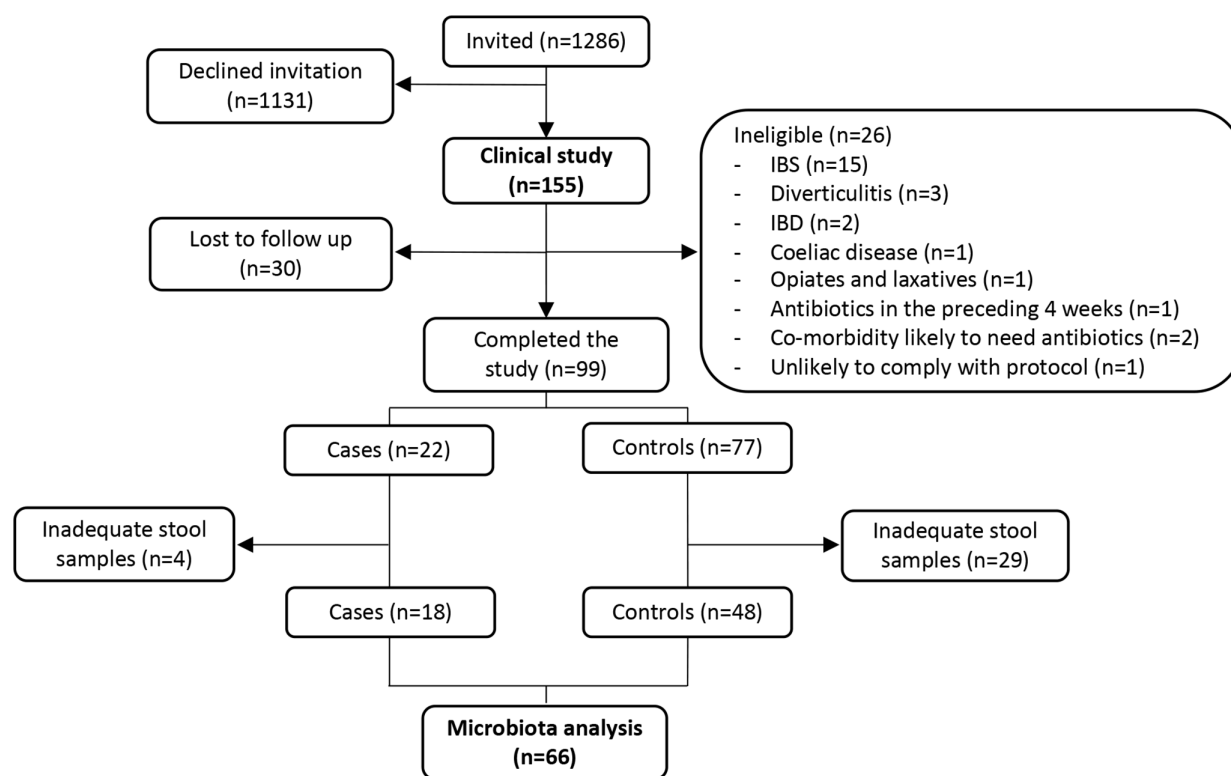 Invited (n=1286)
Declined invitation
(n=1131)
Clinical study
(n=155)
Ineligible (n=26)
- IBS (n=15)
- Diverticulitis (n=3)
- IBD (n=2)
- Coeliac disease (n=1)
- Opiates and laxatives (n=1)
- Antibiotics in the preceding 4 weeks (n=1)
- Co-morbidity likely to need antibiotics (n=2)
- Unlikely to comply with protocol (n=1)
Lost to follow up
(n=30)
Completed the
study (n=99)
Cases (n=22)
Controls (n=77)
Inadequate stool
samples (n=4)
Inadequate stool
samples (n=29)
Cases (n=18)
Controls (n=48)
Microbiota analysis
(n=66)